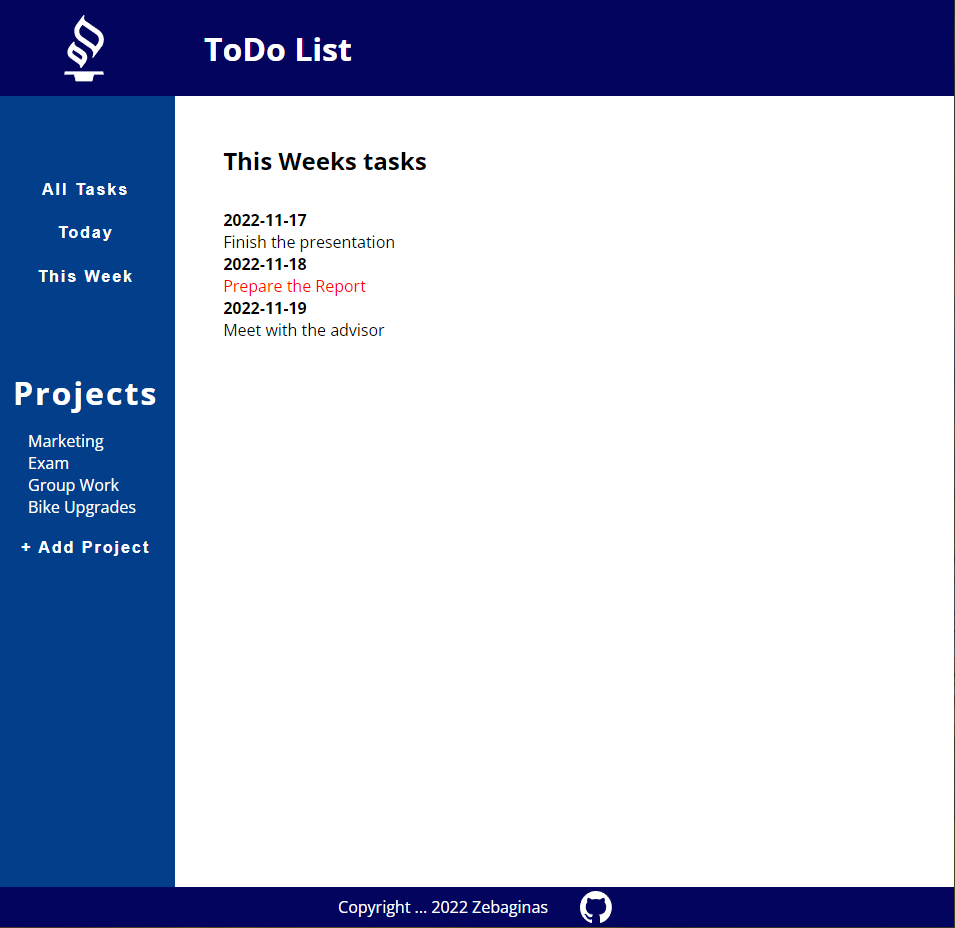 ToDo List
All Tasks
Today
This Week
Projects
Marketing
Exam
Group Work
Bike Upgrades
+ Add Project
This Weeks tasks
2022-11-17
Finish the presentation
2022-11-18
Prepare the Report
2022-11-19
Meet with the advisor
Copyright ... 2022 Zebaginas